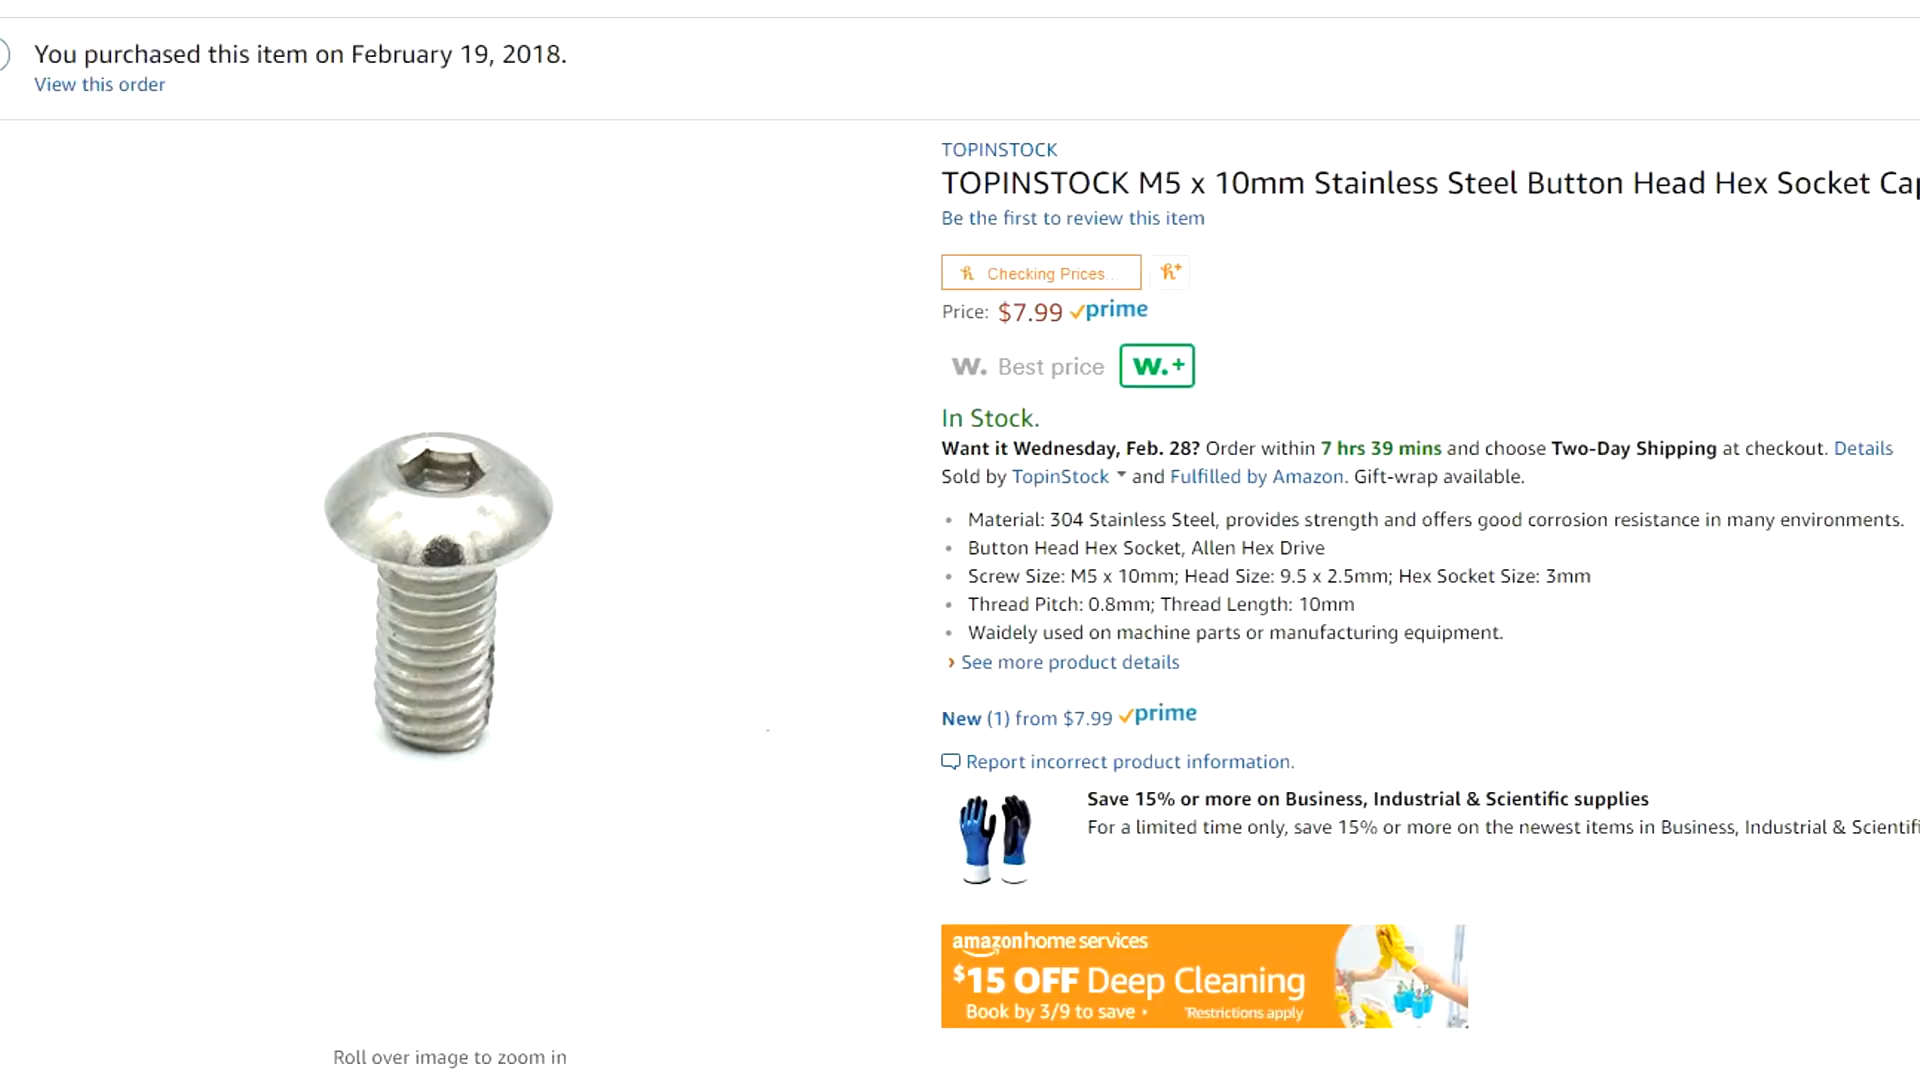 You purchased this item on February 19, 2018.
View this order
TOPINSTOCK
TOPINSTOCK M5 x 10mm Stainless Steel Button Head Hex Socket Cap
Be the first to review this item
Checking Prices...
Price: $7.99 prime
W. Best price W.+
In Stock.
Want it Wednesday, Feb. 28? Order within 7 hrs 39 mins and choose Two-Day Shipping at checkout. Details
Sold by TopinStock and Fulfilled by Amazon. Gift-wrap available.
Material: 304 Stainless Steel, provides strength and offers good corrosion resistance in many environments.
Button Head Hex Socket, Allen Hex Drive
Screw Size: M5 x 10mm; Head Size: 9.5 x 2.5mm; Hex Socket Size: 3mm
Thread Pitch: 0.8mm; Thread Length: 10mm
Waidely used on machine parts or manufacturing equipment.
› See more product details
New (1) from $7.99 prime
Report incorrect product information.
Save 15% or more on Business, Industrial & Scientific supplies
For a limited time only, save 15% or more on the newest items in Business, Industrial & Scientifi
amazonhome services
$15 OFF Deep Cleaning
Book by 3/9 to save *Restrictions apply
Roll over image to zoom in